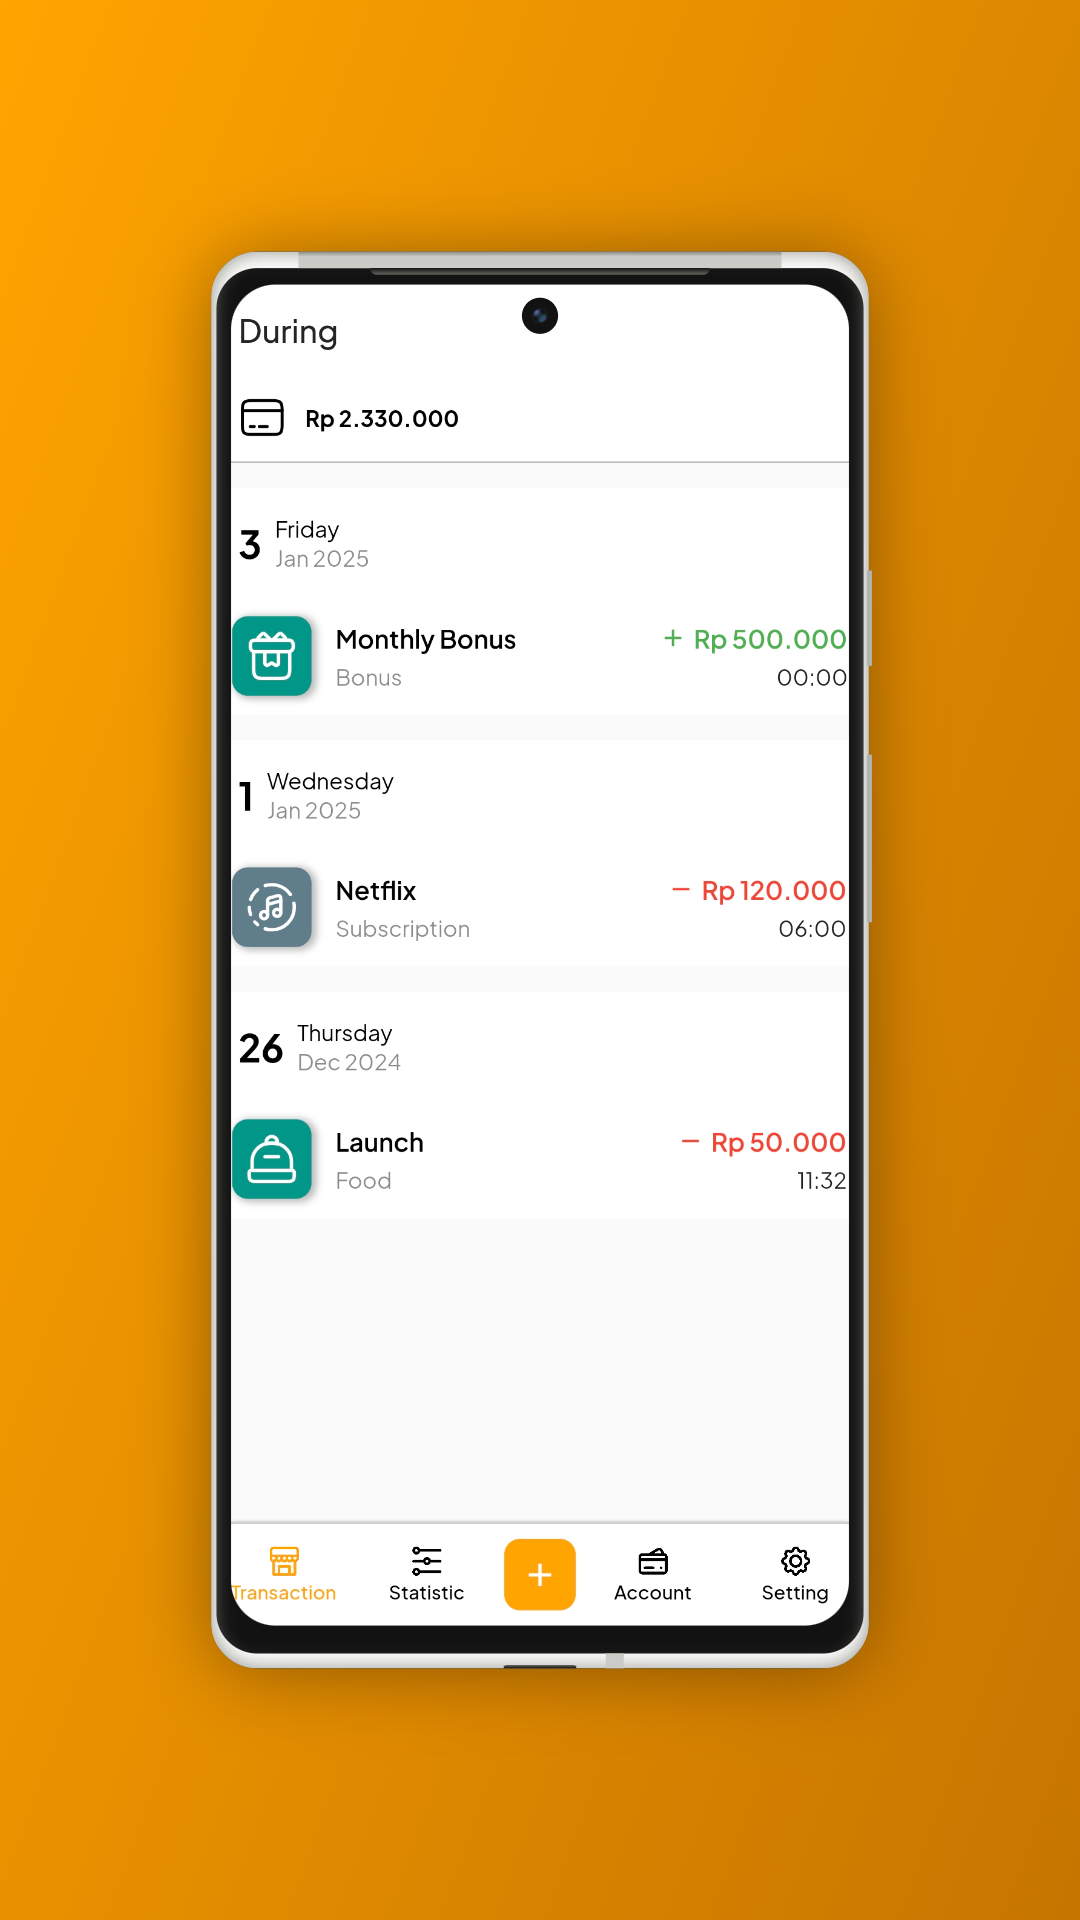 During
Rp 2.330.000
3
Friday
Jan 2025
Monthly Bonus
+ Rp 500.000
Bonus
00:00
1
Wednesday
Jan 2025
Netflix
− Rp 120.000
Subscription
06:00
26
Thursday
Dec 2024
Launch
− Rp 50.000
Food
11:32
Transaction
Statistic
+
Account
Setting